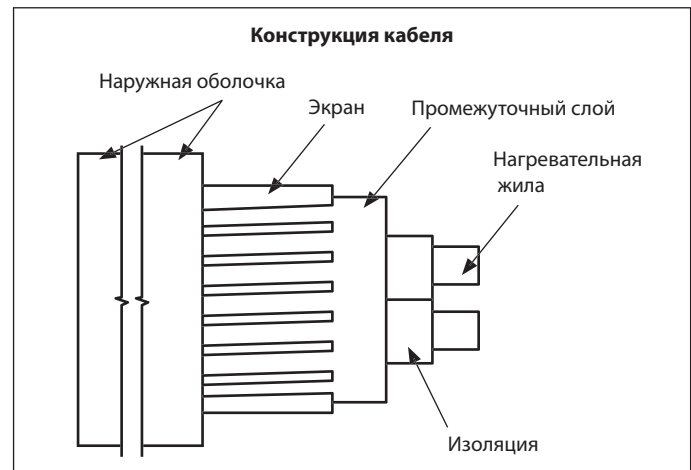 Конструкция кабеля
Наружная оболочка
Экран
Промежуточный слой
Нагревательная
жила
Изоляция